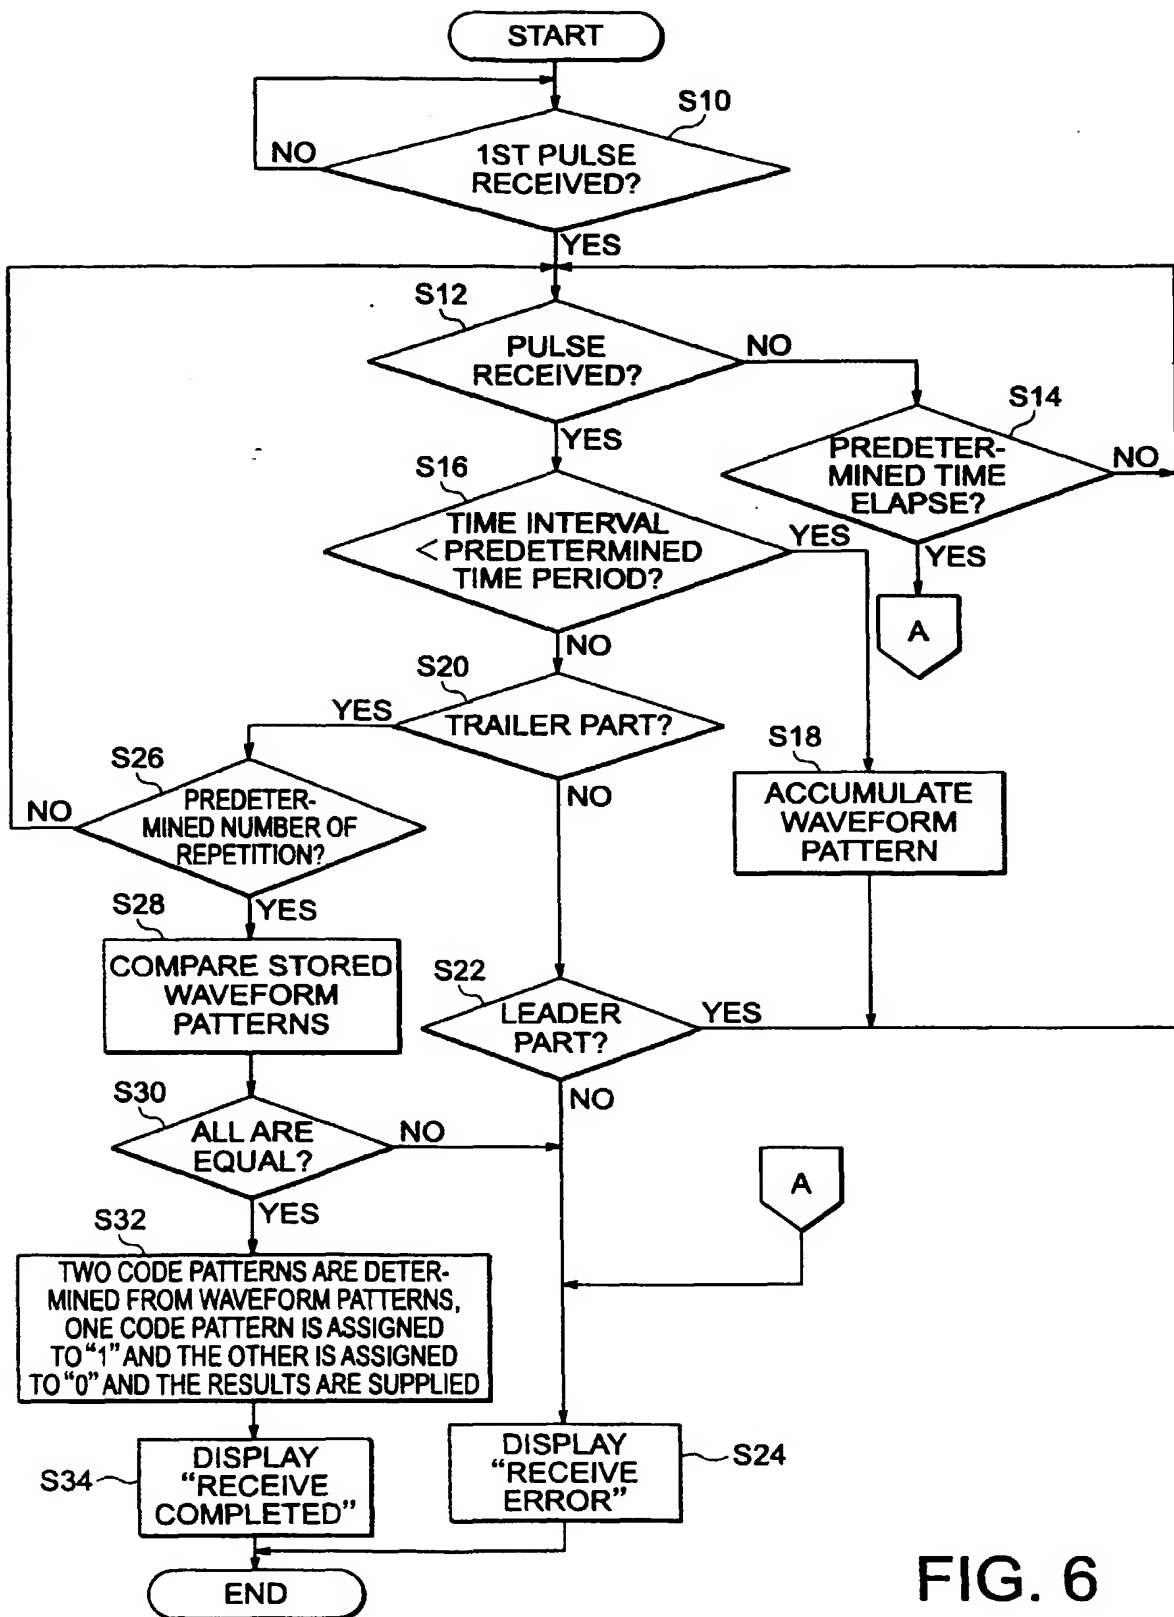 START
S10
NO
1ST PULSE
RECEIVED?
YES
S12
PULSE
RECEIVED?
NO
S14
YES
PREDETER-
MINED TIME
ELAPSE?
NO
S16
TIME INTERVAL
< PREDETERMINED
TIME PERIOD?
YES
YES
A
NO
S20
YES
TRAILER PART?
S18
S26
NO
PREDETER-
MINED NUMBER OF
REPETITION?
NO
ACCUMULATE
WAVEFORM
PATTERN
YES
S28
COMPARE STORED
WAVEFORM
PATTERNS
S22
LEADER
PART?
YES
NO
S30
ALL ARE
EQUAL?
NO
A
YES
S32
TWO CODE PATTERNS ARE DETER-
MINED FROM WAVEFORM PATTERNS,
ONE CODE PATTERN IS ASSIGNED
TO "1" AND THE OTHER IS ASSIGNED
TO "0" AND THE RESULTS ARE SUPPLIED
S34
DISPLAY
"RECEIVE
COMPLETED"
DISPLAY
"RECEIVE
ERROR"
S24
END
FIG. 6